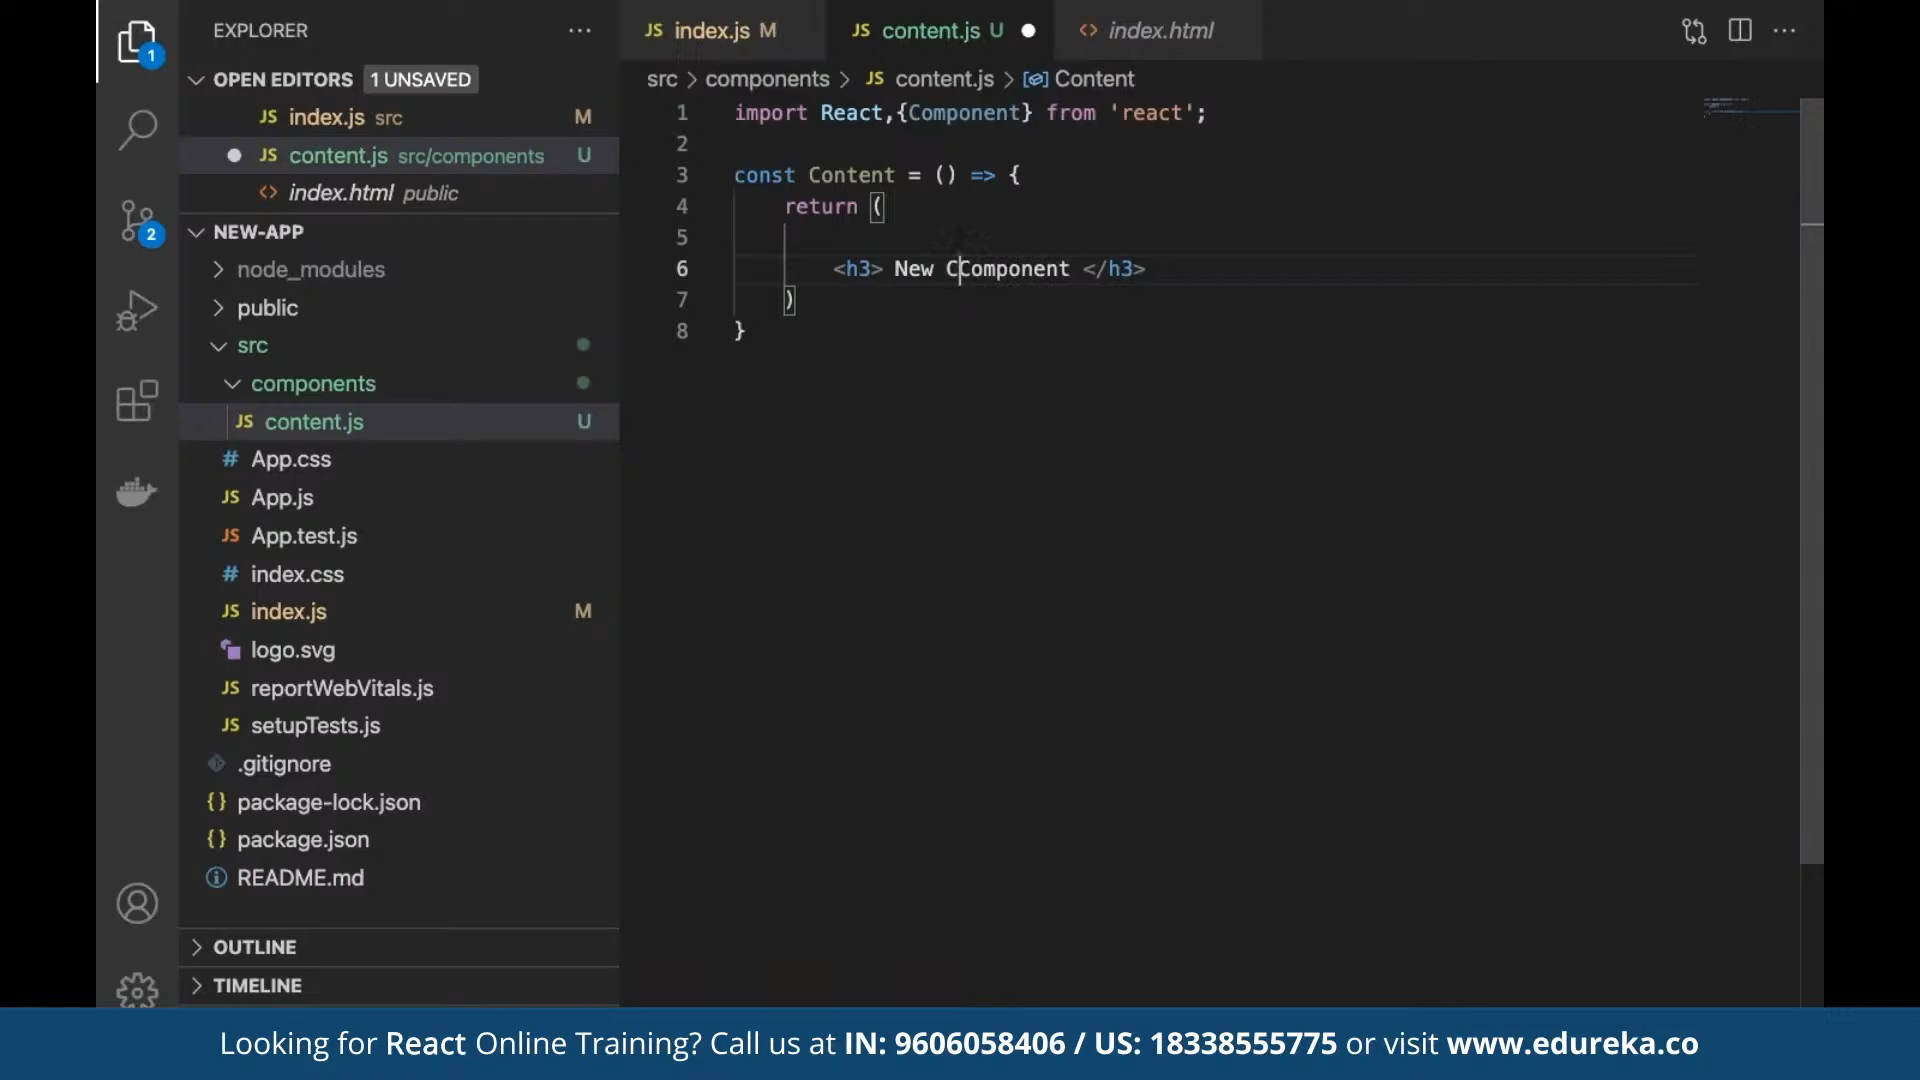 EXPLORER
1
OPEN EDITORS 1 UNSAVED
JS index.js src M
JS content.js src/components U
<> index.html public
2
NEW-APP
node_modules
public
src
components
JS content.js U
# App.css
JS App.js
JS App.test.js
# index.css
JS index.js M
logo.svg
JS reportWebVitals.js
JS setupTests.js
.gitignore
{} package-lock.json
{} package.json
README.md
OUTLINE
TIMELINE
JS index.js M
JS content.js U
<> index.html
src > components > JS content.js > Content
1 import React,{Component} from 'react';
2
3 const Content = () => {
4 return (
5
6 <h3> New CComponent </h3>
7 )
8 }
Looking for React Online Training? Call us at IN: 9606058406 / US: 18338555775 or visit www.edureka.co